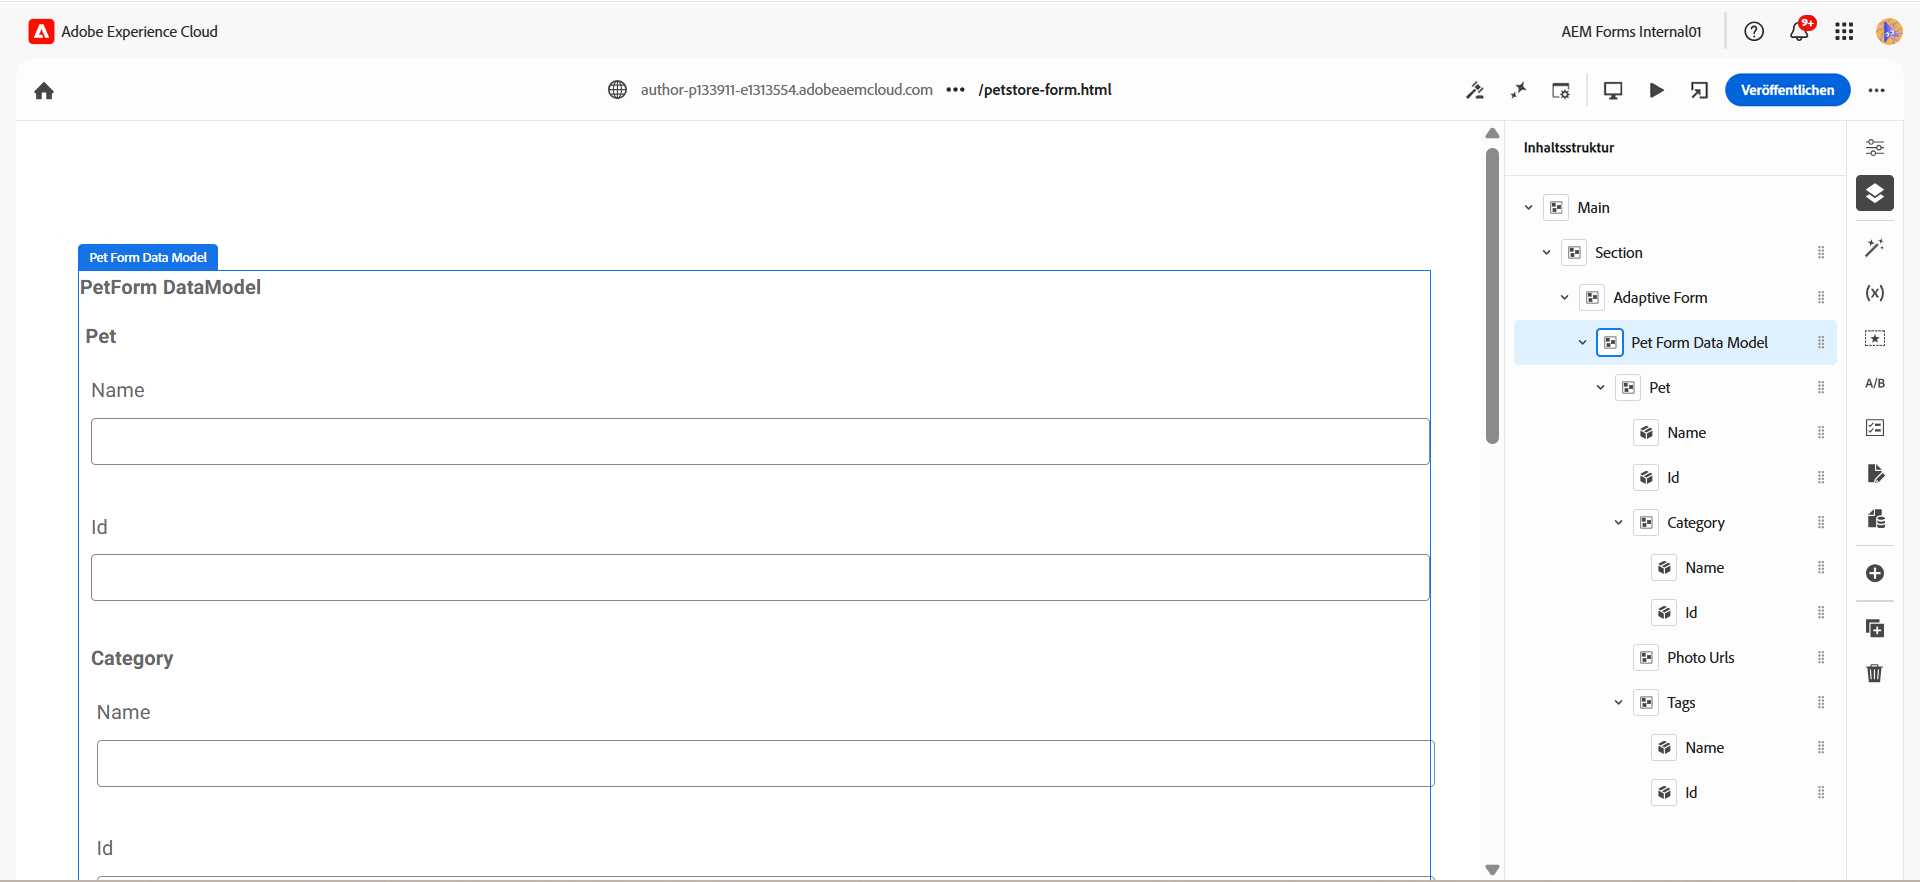 Adobe Experience Cloud
AEM Forms Internal01
9+
author-p133911-e1313554.adobeaemcloud.com ••• /petstore-form.html
Veröffentlichen
Pet Form Data Model
PetForm DataModel
Pet
Name
Id
Category
Name
Id
Inhaltsstruktur
Main
Section
Adaptive Form
Pet Form Data Model
Pet
Name
Id
Category
Name
Id
Photo Urls
Tags
Name
Id
(x)
A/B